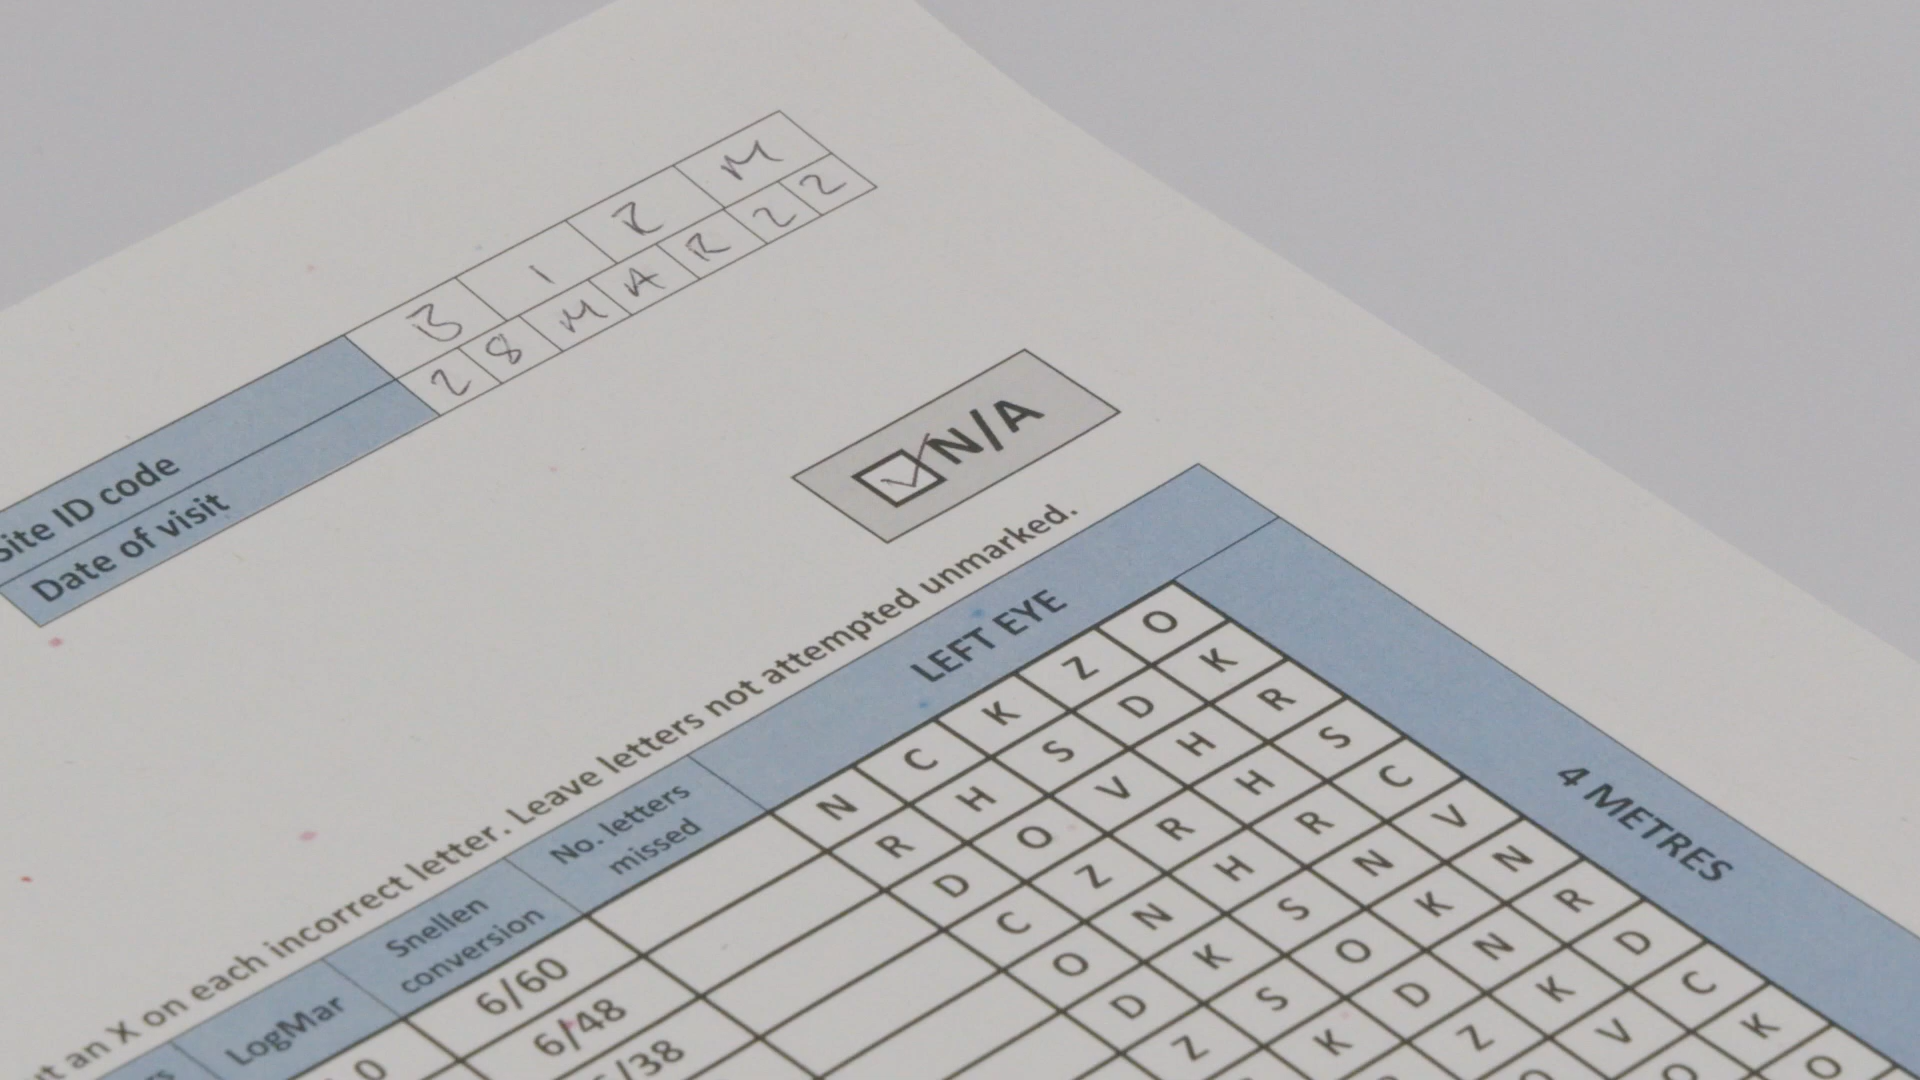 Site ID code B I R M
Date of visit 28 MAR 22
N/A
an X on each incorrect letter. Leave letters not attempted unmarked.
LogMar
Snellen conversion
No. letters missed
LEFT EYE
4 METRES
6/60 N C K Z O
6/48 R H S D K
/38 D O V H R
C Z R H S
O N H R C
D K S N V
Z S O K N
K D N R
Z K D
V C
K
O